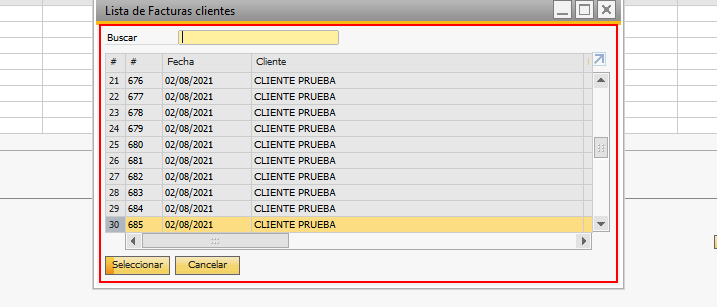 Lista de Facturas clientes
Buscar
# # Fecha Cliente
21 676 02/08/2021 CLIENTE PRUEBA
22 677 02/08/2021 CLIENTE PRUEBA
23 678 02/08/2021 CLIENTE PRUEBA
24 679 02/08/2021 CLIENTE PRUEBA
25 680 02/08/2021 CLIENTE PRUEBA
26 681 02/08/2021 CLIENTE PRUEBA
27 682 02/08/2021 CLIENTE PRUEBA
28 683 02/08/2021 CLIENTE PRUEBA
29 684 02/08/2021 CLIENTE PRUEBA
30 685 02/08/2021 CLIENTE PRUEBA
Seleccionar Cancelar